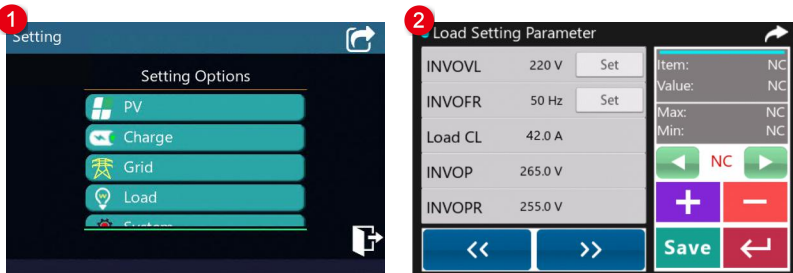 1
Setting
Setting Options
PV
Charge
Grid
Load
System
2
Load Setting Parameter
INVOVL 220 V Set
INVOFR 50 Hz Set
Load CL 42.0 A
INVOP 265.0 V
INVOPR 255.0 V
<< >>
Item: NC
Value: NC
Max: NC
Min: NC
NC
+ −
Save